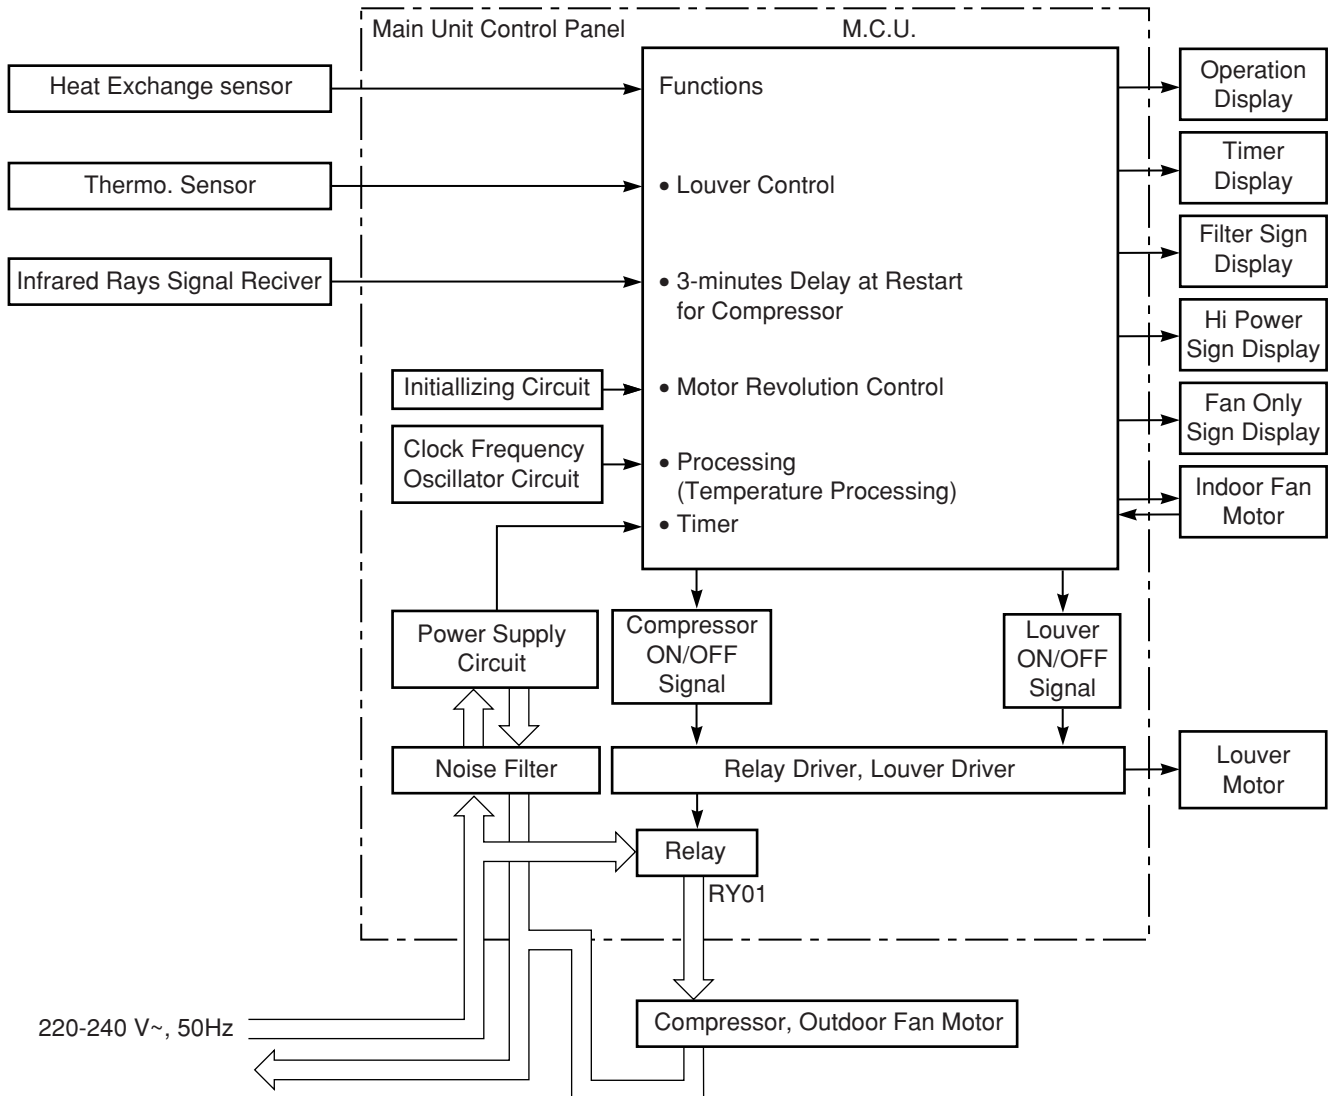 Main Unit Control Panel
M.C.U.
Heat Exchange sensor
Thermo. Sensor
Infrared Rays Signal Reciver
Initiallizing Circuit
Clock Frequency
Oscillator Circuit
Functions
• Louver Control
• 3-minutes Delay at Restart
for Compressor
• Motor Revolution Control
• Processing
(Temperature Processing)
• Timer
Operation
Display
Timer
Display
Filter Sign
Display
Hi Power
Sign Display
Fan Only
Sign Display
Indoor Fan
Motor
Power Supply
Circuit
Compressor
ON/OFF
Signal
Louver
ON/OFF
Signal
Noise Filter
Relay Driver, Louver Driver
Louver
Motor
Relay
RY01
220-240 V~, 50Hz
Compressor, Outdoor Fan Motor